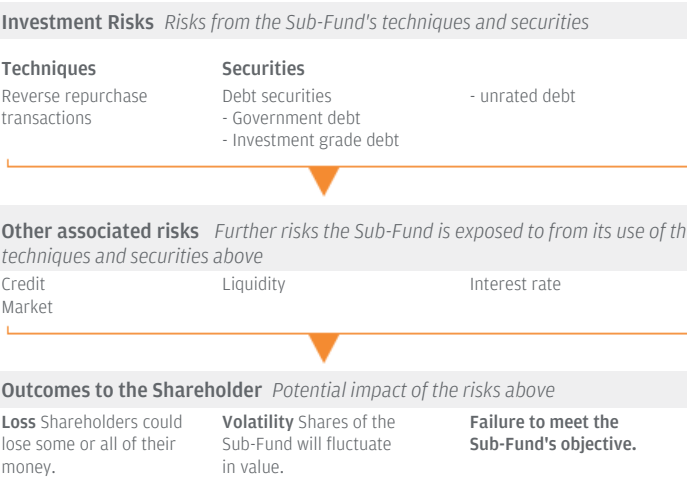 Investment Risks Risks from the Sub-Fund's techniques and securities
Techniques
Reverse repurchase
transactions
Securities
Debt securities
- Government debt
- Investment grade debt
- unrated debt
Other associated risks Further risks the Sub-Fund is exposed to from its use of th
techniques and securities above
Credit
Market
Liquidity
Interest rate
Outcomes to the Shareholder Potential impact of the risks above
Loss Shareholders could
lose some or all of their
money.
Volatility Shares of the
Sub-Fund will fluctuate
in value.
Failure to meet the
Sub-Fund's objective.